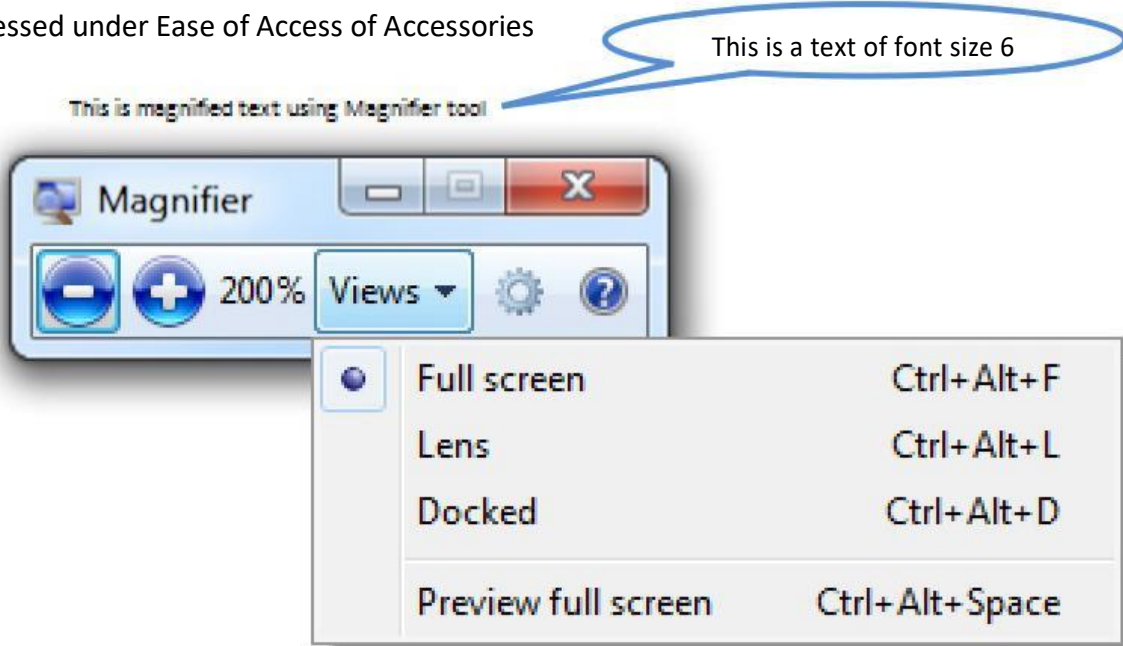 essed under Ease of Access of Accessories
This is a text of font size 6
This is magnified text using Magnifier tool
Magnifier
200% Views
Full screen Ctrl+Alt+F
Lens Ctrl+Alt+L
Docked Ctrl+Alt+D
Preview full screen Ctrl+Alt+Space